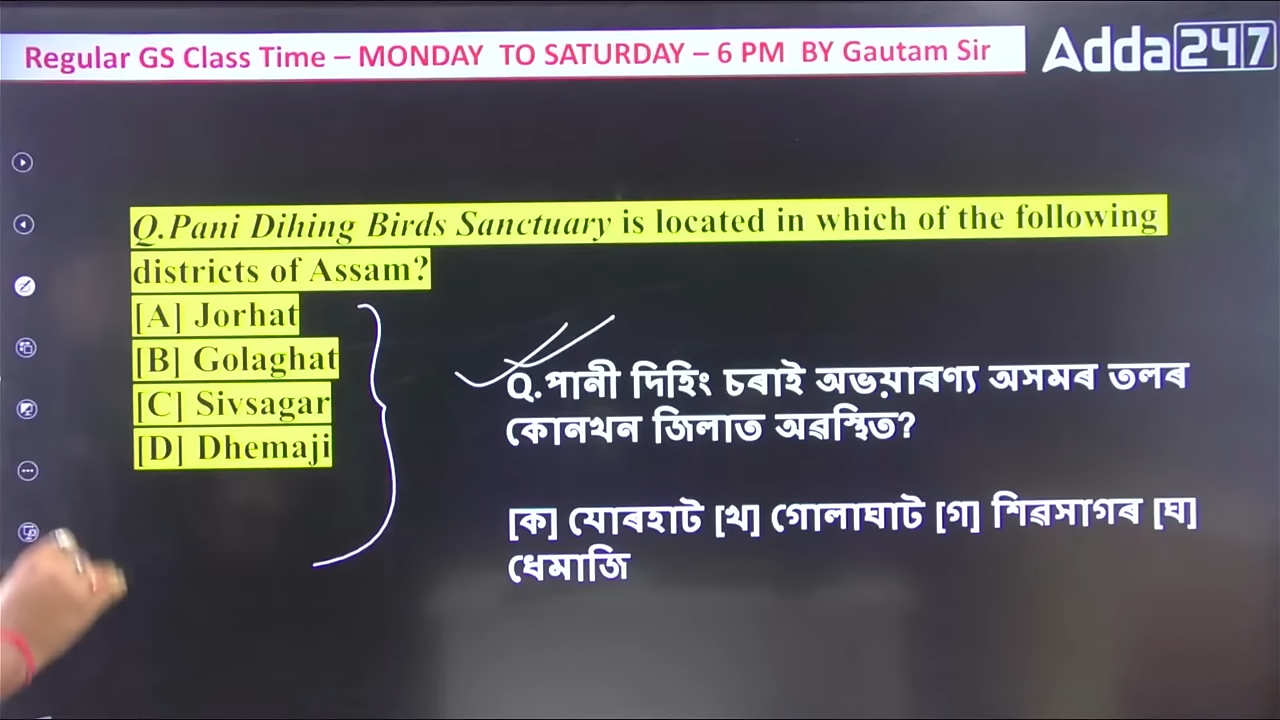 Regular GS Class Time – MONDAY TO SATURDAY – 6 PM BY Gautam Sir
Adda247
Q.Pani Dihing Birds Sanctuary is located in which of the following
districts of Assam?
[A] Jorhat
[B] Golaghat
[C] Sivsagar
[D] Dhemaji
Q.পানী দিহিং চৰাই অভয়াৰণ্য অসমৰ তলৰ
কোনখন জিলাত অৱস্থিত?
[ক] যোৰহাট [খ] গোলাঘাট [গ] শিৱসাগৰ [ঘ]
ধেমাজি